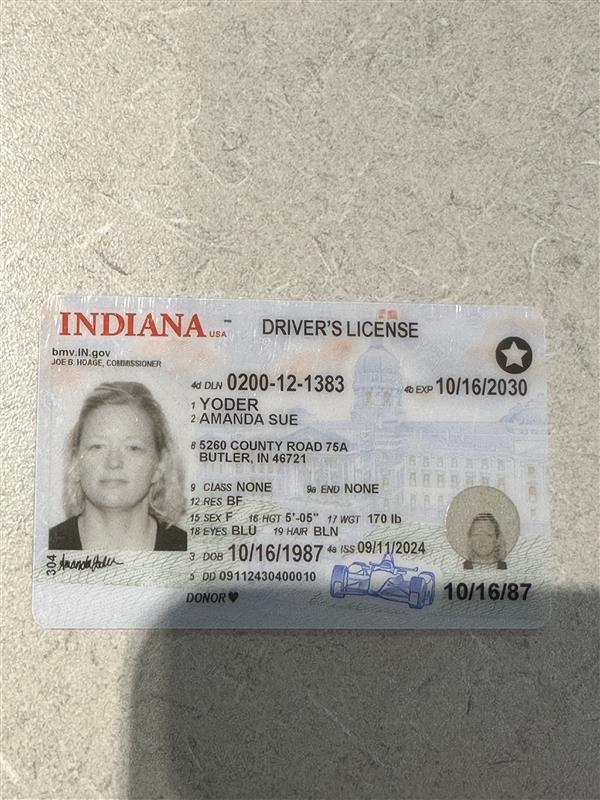 INDIANA USA DRIVER'S LICENSE
bmv.IN.gov
JOE B. HOAGE, COMMISSIONER
4d DLN 0200-12-1383 4b EXP 10/16/2030
1 YODER
2 AMANDA SUE
8 5260 COUNTY ROAD 75A
BUTLER, IN 46721
9 CLASS NONE 9a END NONE
12 RES BF
15 SEX F 16 HGT 5'-05" 17 WGT 170 lb
18 EYES BLU 19 HAIR BLN
3 DOB 10/16/1987 4a ISS 09/11/2024
5 DD 09112430400010
304
Amanda Yoder
DONOR
10/16/87